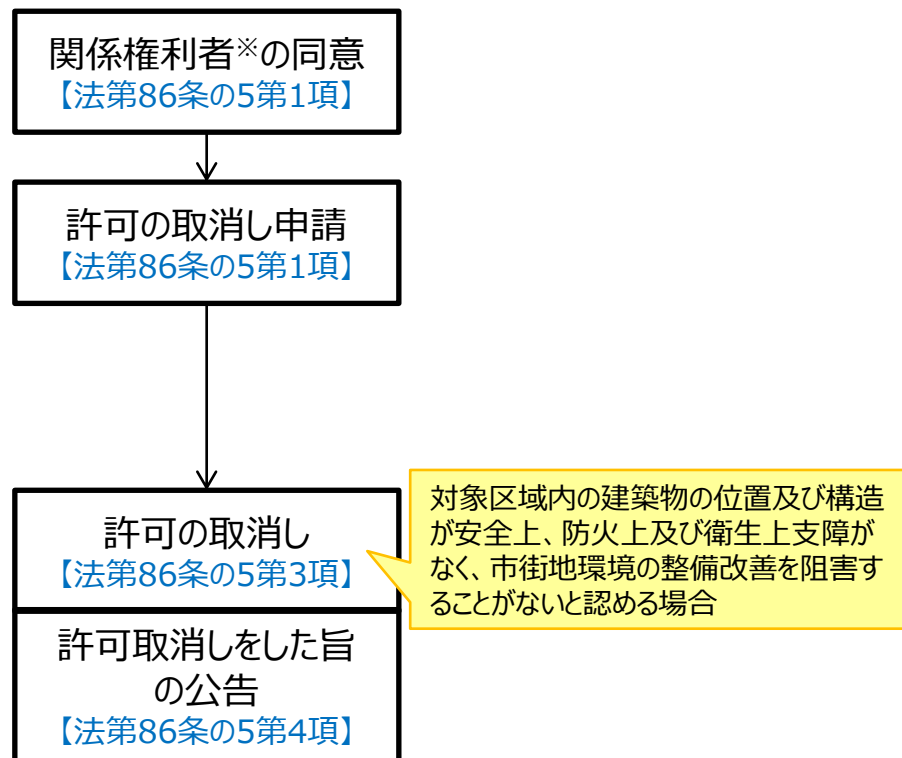 関係権利者※の同意
【法第86条の5第1項】
許可の取消し申請
【法第86条の5第1項】
許可の取消し
【法第86条の5第3項】
対象区域内の建築物の位置及び構造
が安全上、防火上及び衛生上支障が
なく、市街地環境の整備改善を阻害す
ることがないと認める場合
許可取消しをした旨
の公告
【法第86条の5第4項】